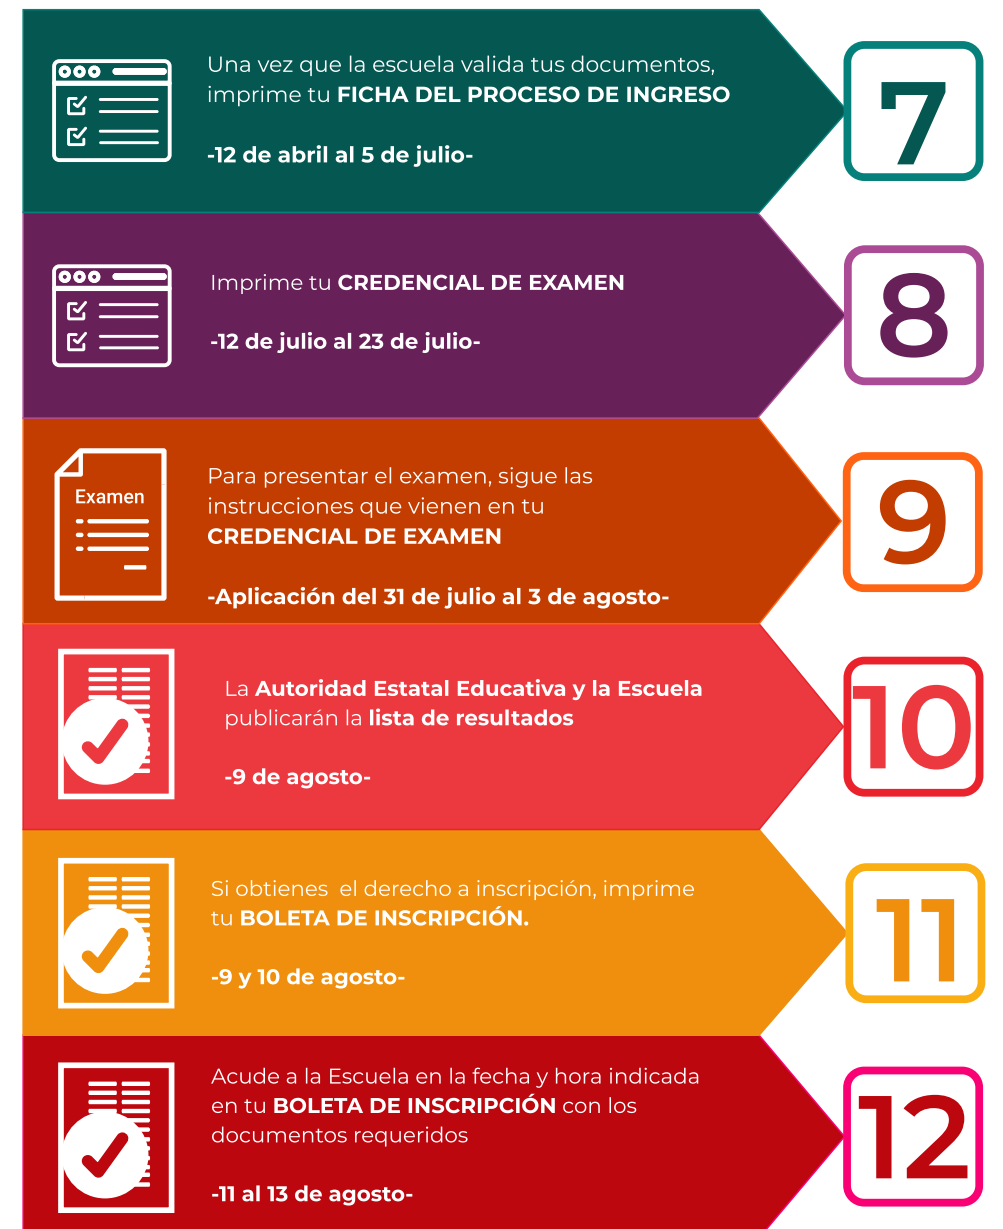 Una vez que la escuela valida tus documentos,
imprime tu FICHA DEL PROCESO DE INGRESO
-12 de abril al 5 de julio-
7
Imprime tu CREDENCIAL DE EXAMEN
-12 de julio al 23 de julio-
8
Examen
Para presentar el examen, sigue las
instrucciones que vienen en tu
CREDENCIAL DE EXAMEN
-Aplicación del 31 de julio al 3 de agosto-
9
La Autoridad Estatal Educativa y la Escuela
publicarán la lista de resultados
-9 de agosto-
10
Si obtienes  el derecho a inscripción, imprime
tu BOLETA DE INSCRIPCIÓN.
-9 y 10 de agosto-
11
Acude a la Escuela en la fecha y hora indicada
en tu BOLETA DE INSCRIPCIÓN con los
documentos requeridos
-11 al 13 de agosto-
12